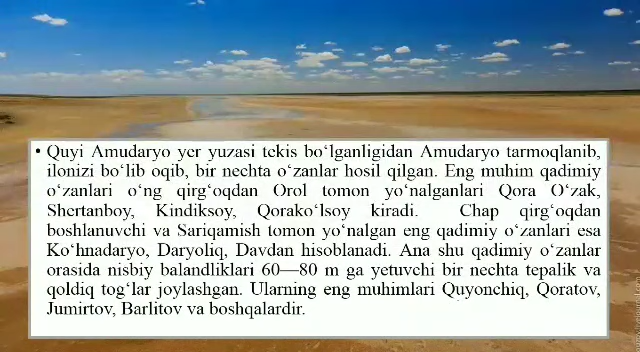 • Quyi Amudaryo yer yuzasi tekis bo‘lganligidan Amudaryo tarmoqlanib,
ilonizi bo‘lib oqib, bir nechta o‘zanlar hosil qilgan. Eng muhim qadimiy
o‘zanlari o‘ng qirg‘oqdan Orol tomon yo‘nalganlari Qora O‘zak,
Shertanboy, Kindiksoy, Qorako‘lsoy kiradi. Chap qirg‘oqdan
boshlanuvchi va Sariqamish tomon yo‘nalgan eng qadimiy o‘zanlari esa
Ko‘hnadaryo, Daryoliq, Davdan hisoblanadi. Ana shu qadimiy o‘zanlar
orasida nisbiy balandliklari 60—80 m ga yetuvchi bir nechta tepalik va
qoldiq tog‘lar joylashgan. Ularning eng muhimlari Quyonchiq, Qoratov,
Jumirtov, Barlitov va boshqalardir.